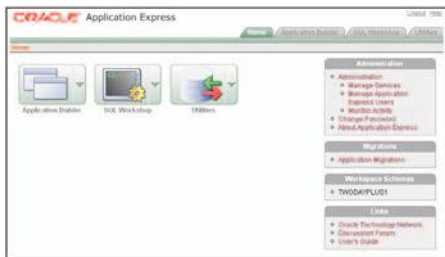 ORACLE Application Express
Logout Help
Home Application Builder SQL Workshop Utilities
Home
Application Builder SQL Workshop Utilities
Administration
Administration
Manage Services
Manage Application
Express Users
Monitor Activity
Change Password
About Application Express
Migrations
Application Migrations
Workspace Schemas
TWODAYPLUS1
Links
Oracle Technology Network
Discussion Forum
User's Guide